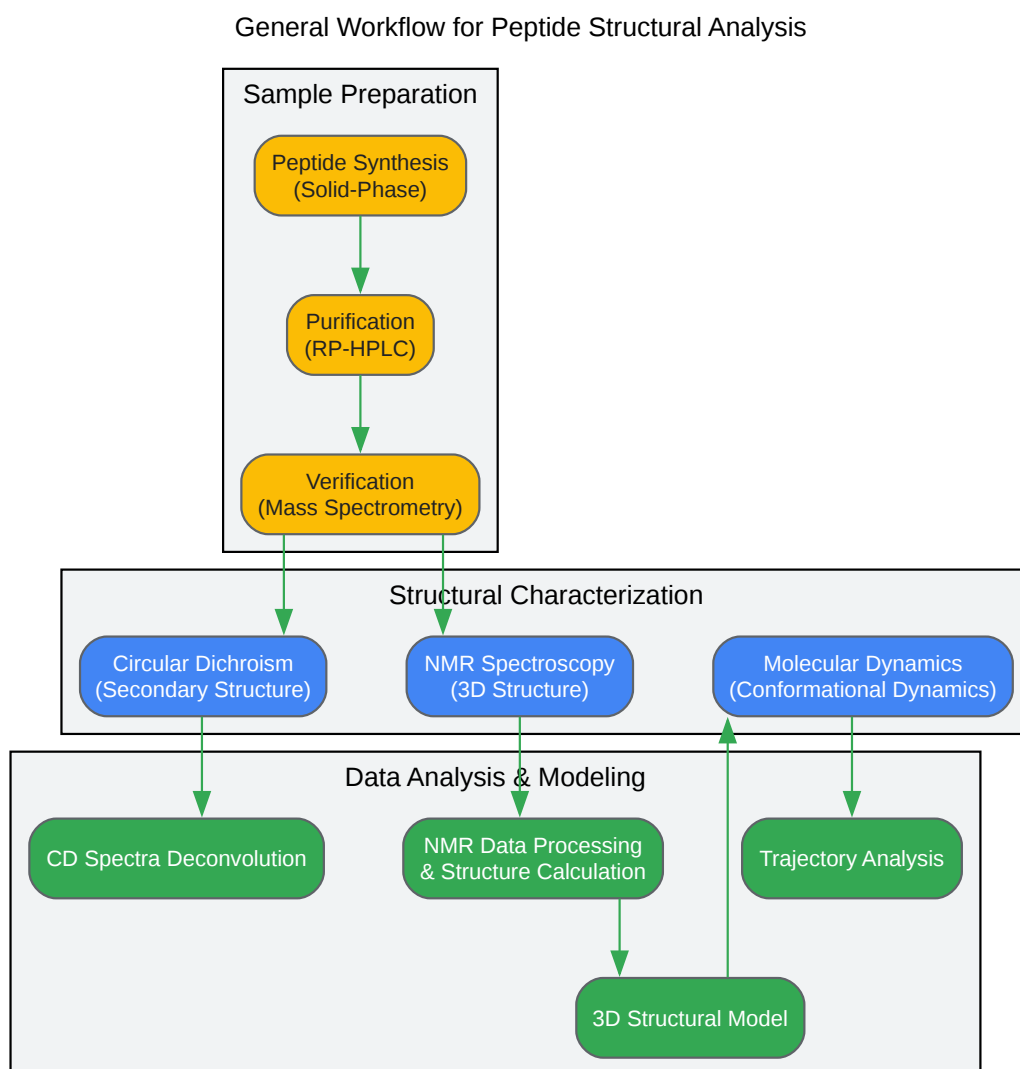 General Workflow for Peptide Structural Analysis
Sample Preparation
Peptide Synthesis
(Solid-Phase)
Purification
(RP-HPLC)
Verification
(Mass Spectrometry)
Structural Characterization
Circular Dichroism
(Secondary Structure)
NMR Spectroscopy
(3D Structure)
Molecular Dynamics
(Conformational Dynamics)
Data Analysis & Modeling
CD Spectra Deconvolution
NMR Data Processing
& Structure Calculation
Trajectory Analysis
3D Structural Model